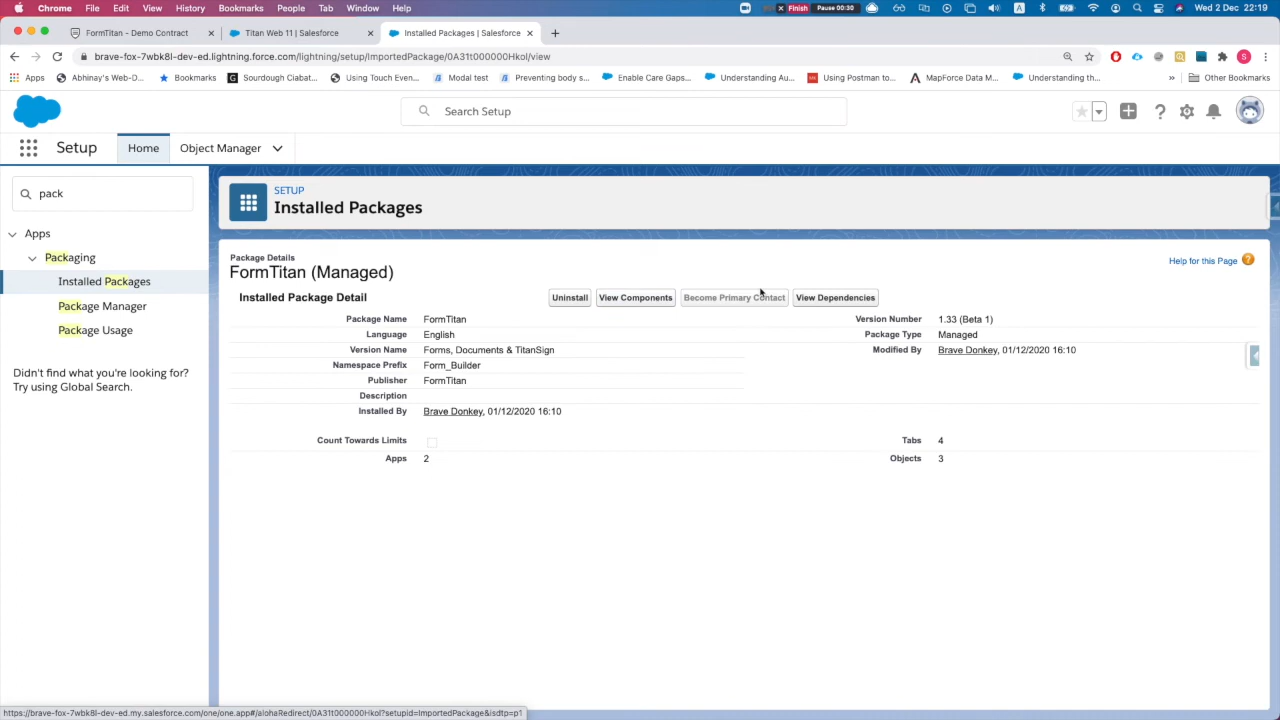 Chrome File Edit View History Bookmarks People Tab Window Help Finish Pause 00:30 A Wed 2 Dec 22:19
FormTitan - Demo Contract Titan Web 11 | Salesforce Installed Packages | Salesforce
brave-fox-7wbk8l-dev-ed.lightning.force.com/lightning/setup/ImportedPackage/0A31t000000Hkol/view
Apps Abhinay's Web-D... Bookmarks Sourdough Ciabat... Using Touch Even... Modal test Preventing body s... Enable Care Gaps... Understanding Au... Using Postman to... MapForce Data M... Understanding th... » Other Bookmarks
Search Setup
Setup Home Object Manager
pack
Apps
Packaging
Installed Packages
Package Manager
Package Usage
Didn't find what you're looking for?
Try using Global Search.
SETUP
Installed Packages
Package Details
FormTitan (Managed)
Help for this Page
Installed Package Detail
Uninstall View Components Become Primary Contact View Dependencies
Package Name FormTitan Version Number 1.33 (Beta 1)
Language English Package Type Managed
Version Name Forms, Documents & TitanSign Modified By Brave Donkey, 01/12/2020 16:10
Namespace Prefix Form_Builder
Publisher FormTitan
Description
Installed By Brave Donkey, 01/12/2020 16:10
Count Towards Limits Tabs 4
Apps 2 Objects 3
https://brave-fox-7wbk8l-dev-ed.my.salesforce.com/one/one.app#/alohaRedirect/0A31t000000Hkol?setupid=ImportedPackage&isdtp=p1